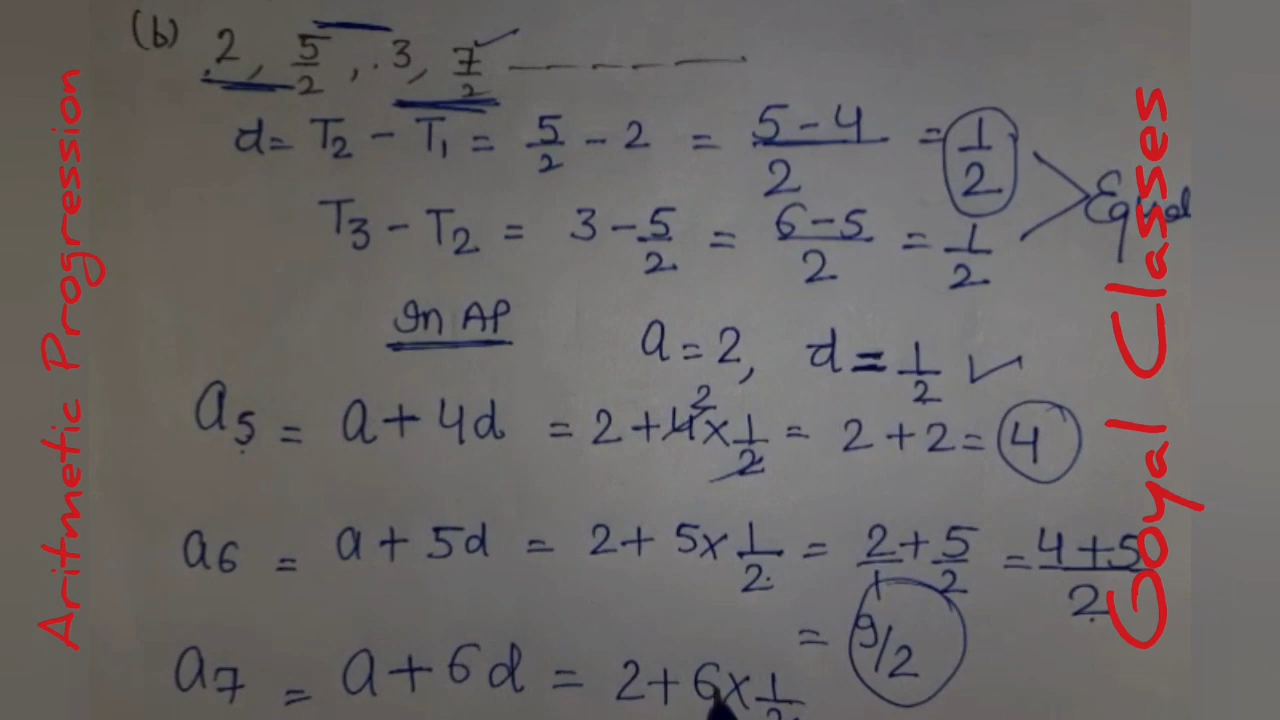 Aritmetic Progression
(b) 2, 5/2, 3, 7/2 --------
d = T₂ - T₁ = 5/2 - 2 = (5-4)/2 = 1/2
T₃ - T₂ = 3 - 5/2 = (6-5)/2 = 1/2
Equal
In AP
a = 2, d = 1/2 ✓
a₅ = a + 4d = 2 + 4 2 × 1/2 = 2 + 2 = 4
a₆ = a + 5d = 2 + 5 × 1/2 = 2/1 + 5/2 = (4+5)/2
= 9/2
a₇ = a + 6d = 2 + 6 × 1/2
Goyal Classes